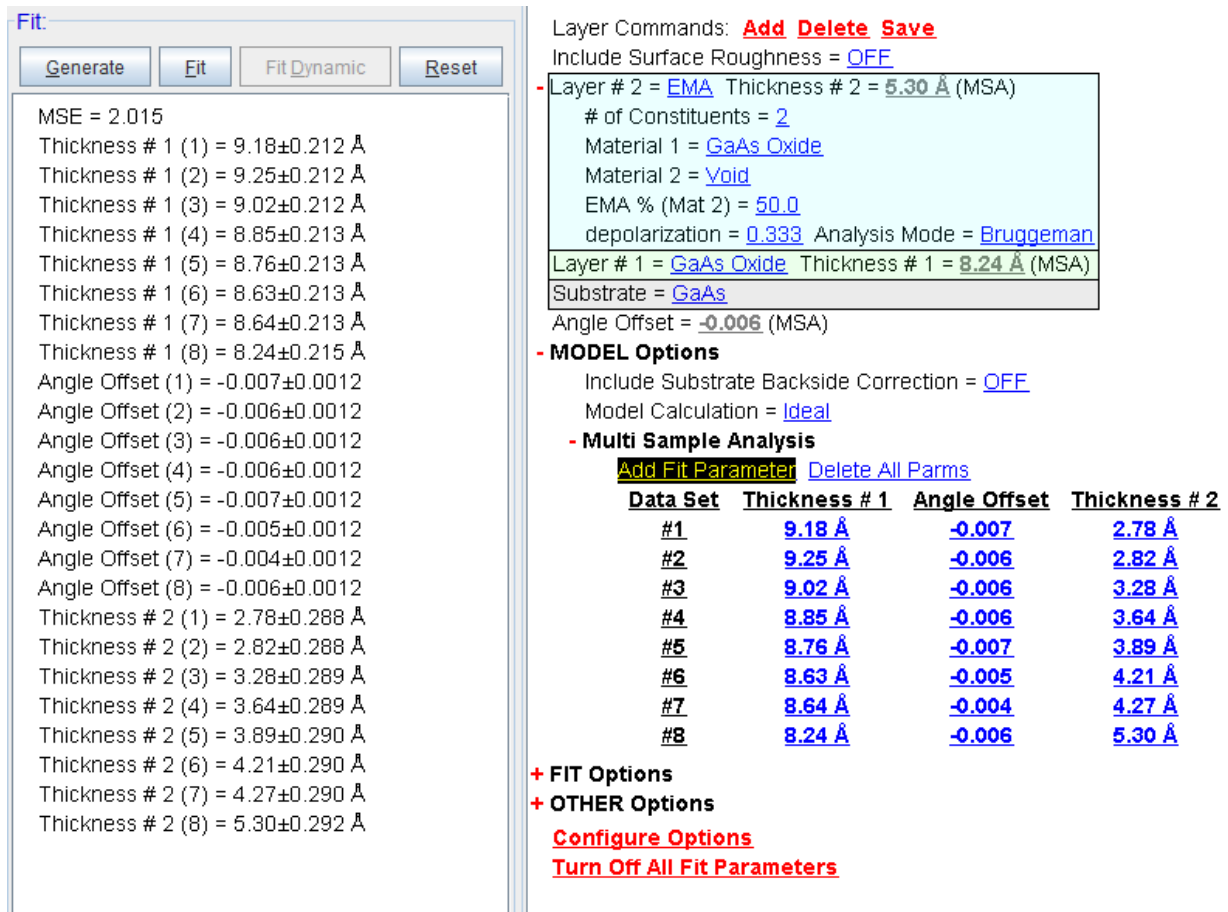 Fit:
Generate Fit Fit Dynamic Reset
MSE = 2.015
Thickness # 1 (1) = 9.18±0.212 Å
Thickness # 1 (2) = 9.25±0.212 Å
Thickness # 1 (3) = 9.02±0.212 Å
Thickness # 1 (4) = 8.85±0.213 Å
Thickness # 1 (5) = 8.76±0.213 Å
Thickness # 1 (6) = 8.63±0.213 Å
Thickness # 1 (7) = 8.64±0.213 Å
Thickness # 1 (8) = 8.24±0.215 Å
Angle Offset (1) = -0.007±0.0012
Angle Offset (2) = -0.006±0.0012
Angle Offset (3) = -0.006±0.0012
Angle Offset (4) = -0.006±0.0012
Angle Offset (5) = -0.007±0.0012
Angle Offset (6) = -0.005±0.0012
Angle Offset (7) = -0.004±0.0012
Angle Offset (8) = -0.006±0.0012
Thickness # 2 (1) = 2.78±0.288 Å
Thickness # 2 (2) = 2.82±0.288 Å
Thickness # 2 (3) = 3.28±0.289 Å
Thickness # 2 (4) = 3.64±0.289 Å
Thickness # 2 (5) = 3.89±0.290 Å
Thickness # 2 (6) = 4.21±0.290 Å
Thickness # 2 (7) = 4.27±0.290 Å
Thickness # 2 (8) = 5.30±0.292 Å
Layer Commands: Add Delete Save
Include Surface Roughness = OFF
- Layer # 2 = EMA Thickness # 2 = 5.30 Å (MSA)
# of Constituents = 2
Material 1 = GaAs Oxide
Material 2 = Void
EMA % (Mat 2) = 50.0
depolarization = 0.333 Analysis Mode = Bruggeman
Layer # 1 = GaAs Oxide Thickness # 1 = 8.24 Å (MSA)
Substrate = GaAs
Angle Offset = -0.006 (MSA)
- MODEL Options
Include Substrate Backside Correction = OFF
Model Calculation = Ideal
- Multi Sample Analysis
Add Fit Parameter Delete All Parms
Data Set Thickness # 1 Angle Offset Thickness # 2
#1 9.18 Å -0.007 2.78 Å
#2 9.25 Å -0.006 2.82 Å
#3 9.02 Å -0.006 3.28 Å
#4 8.85 Å -0.006 3.64 Å
#5 8.76 Å -0.007 3.89 Å
#6 8.63 Å -0.005 4.21 Å
#7 8.64 Å -0.004 4.27 Å
#8 8.24 Å -0.006 5.30 Å
+ FIT Options
+ OTHER Options
Configure Options
Turn Off All Fit Parameters